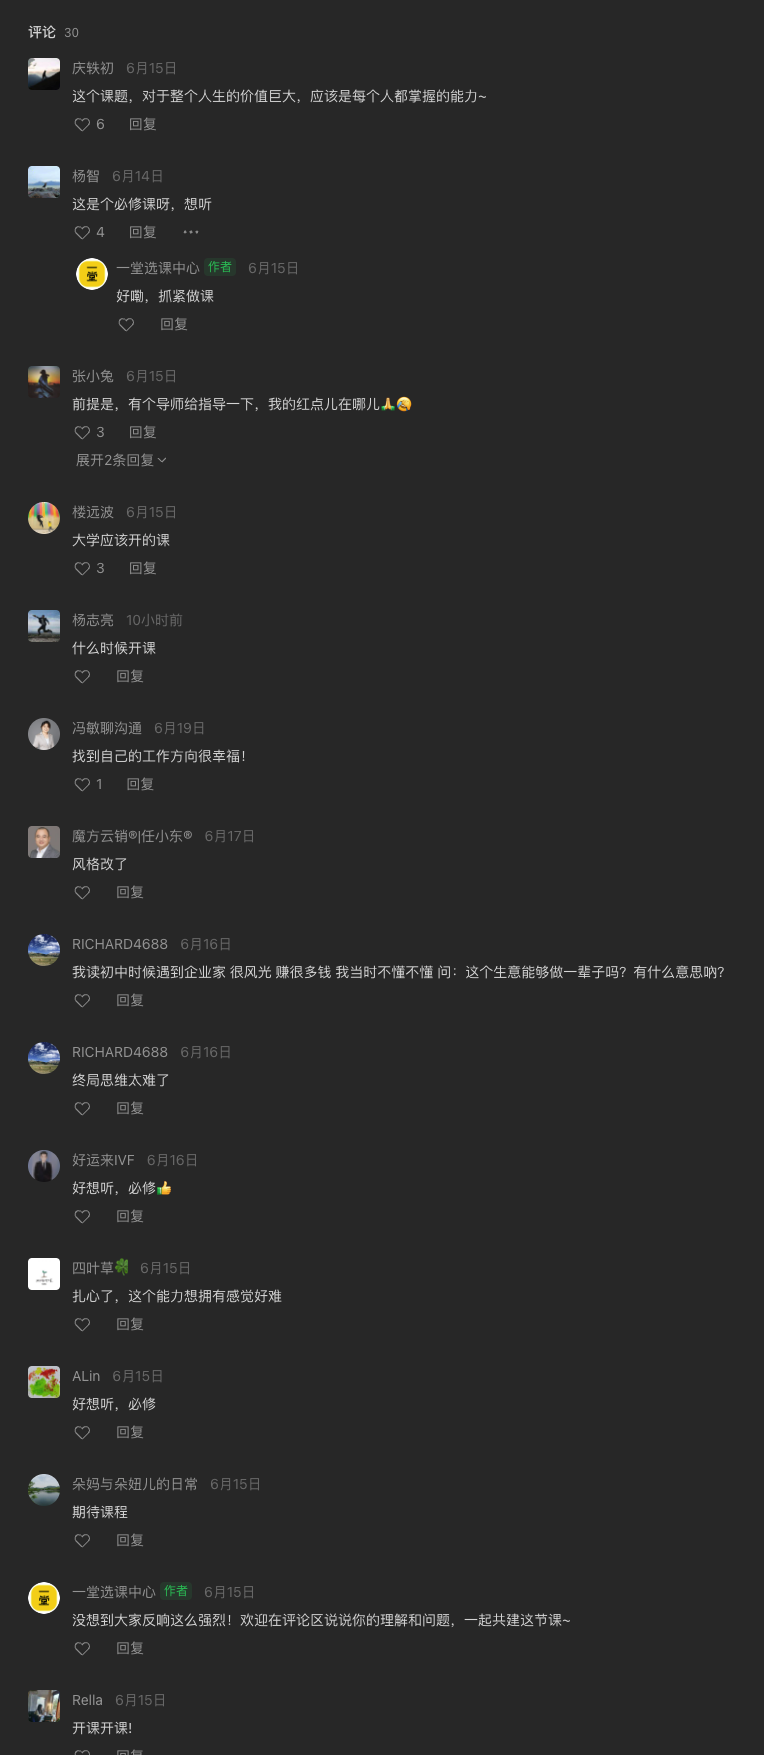 评论 30
庆轶初 6月15日
这个课题，对于整个人生的价值巨大，应该是每个人都掌握的能力~
6 回复
杨智 6月14日
这是个必修课呀，想听
4 回复
一堂
一堂选课中心 作者 6月15日
好嘞，抓紧做课
回复
张小兔 6月15日
前提是，有个导师给指导一下，我的红点儿在哪儿🙏🤣
3 回复
展开2条回复
楼远波 6月15日
大学应该开的课
3 回复
杨志亮 10小时前
什么时候开课
回复
冯敏聊沟通 6月19日
找到自己的工作方向很幸福！
1 回复
魔方云销®|任小东® 6月17日
风格改了
回复
RICHARD4688 6月16日
我读初中时候遇到企业家 很风光 赚很多钱 我当时不懂不懂 问：这个生意能够做一辈子吗？有什么意思呐？
回复
RICHARD4688 6月16日
终局思维太难了
回复
好运来IVF 6月16日
好想听，必修👍
回复
四叶草🍀 6月15日
扎心了，这个能力想拥有感觉好难
回复
ALin 6月15日
好想听，必修
回复
朵妈与朵妞儿的日常 6月15日
期待课程
回复
一堂
一堂选课中心 作者 6月15日
没想到大家反响这么强烈！欢迎在评论区说说你的理解和问题，一起共建这节课~
回复
Rella 6月15日
开课开课!
回复